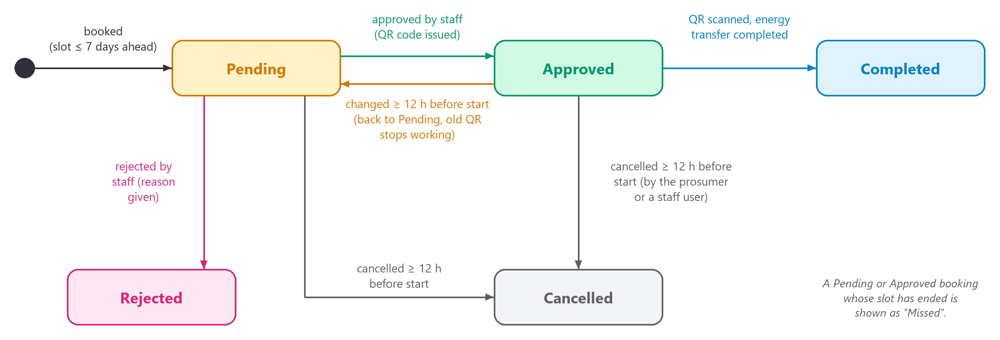 booked
(slot ≤ 7 days ahead)
Pending
approved by staff
(QR code issued)
Approved
QR scanned, energy
transfer completed
Completed
changed ≥ 12 h before start
(back to Pending, old QR
stops working)
rejected by
staff (reason
given)
cancelled ≥ 12 h before
start (by the prosumer
or a staff user)
Rejected
cancelled ≥ 12 h
before start
Cancelled
A Pending or Approved booking
whose slot has ended is
shown as "Missed".